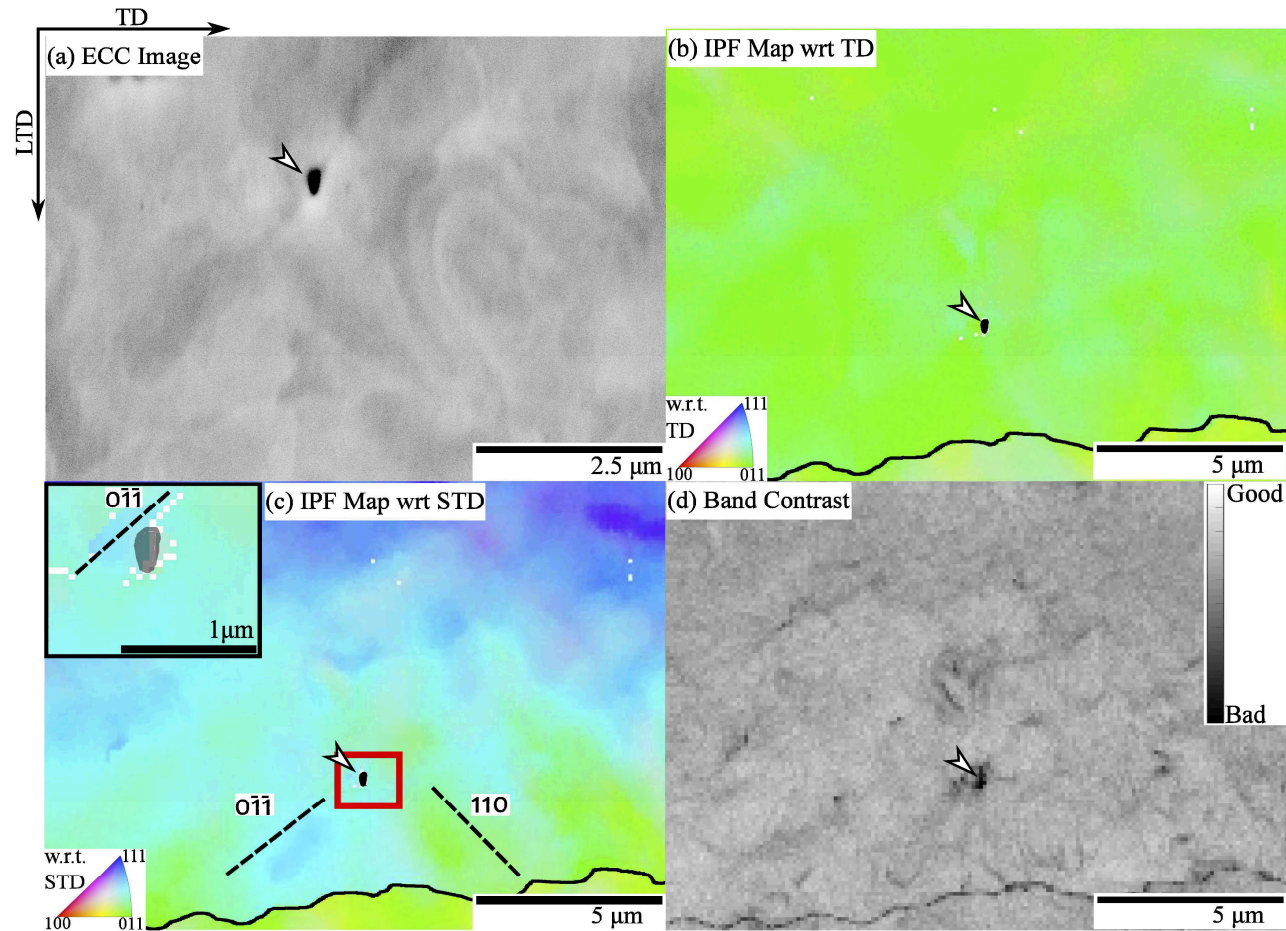 TD
LTD
(a) ECC Image
2.5 μm
(b) IPF Map wrt TD
w.r.t.
TD
111
100
011
5 μm
(c) IPF Map wrt STD
01̅1̅
1μm
01̅1̅
110
w.r.t.
STD
111
100
011
5 μm
(d) Band Contrast
Good
Bad
5 μm